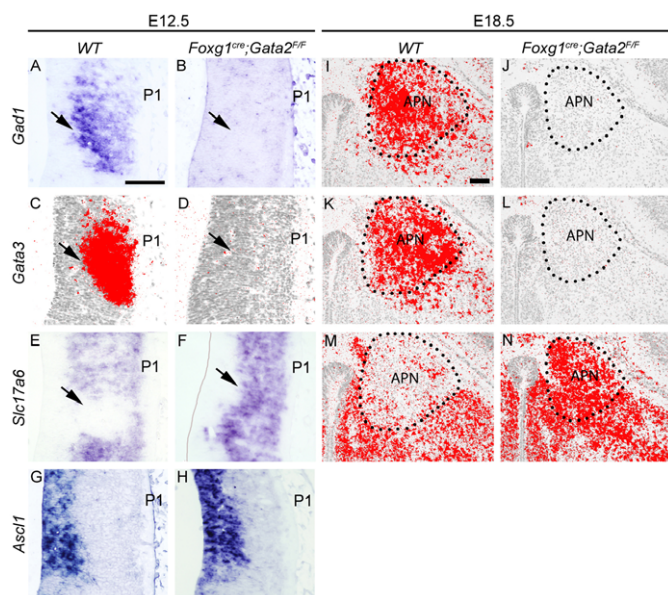 E12.5 E18.5
WT Foxg1cre;Gata2F/F WT Foxg1cre;Gata2F/F
Gad1 A P1 B P1 I APN J APN
Gata3 C P1 D P1 K APN L APN
Slc17a6 E P1 F P1 M APN N APN
Ascl1 G P1 H P1